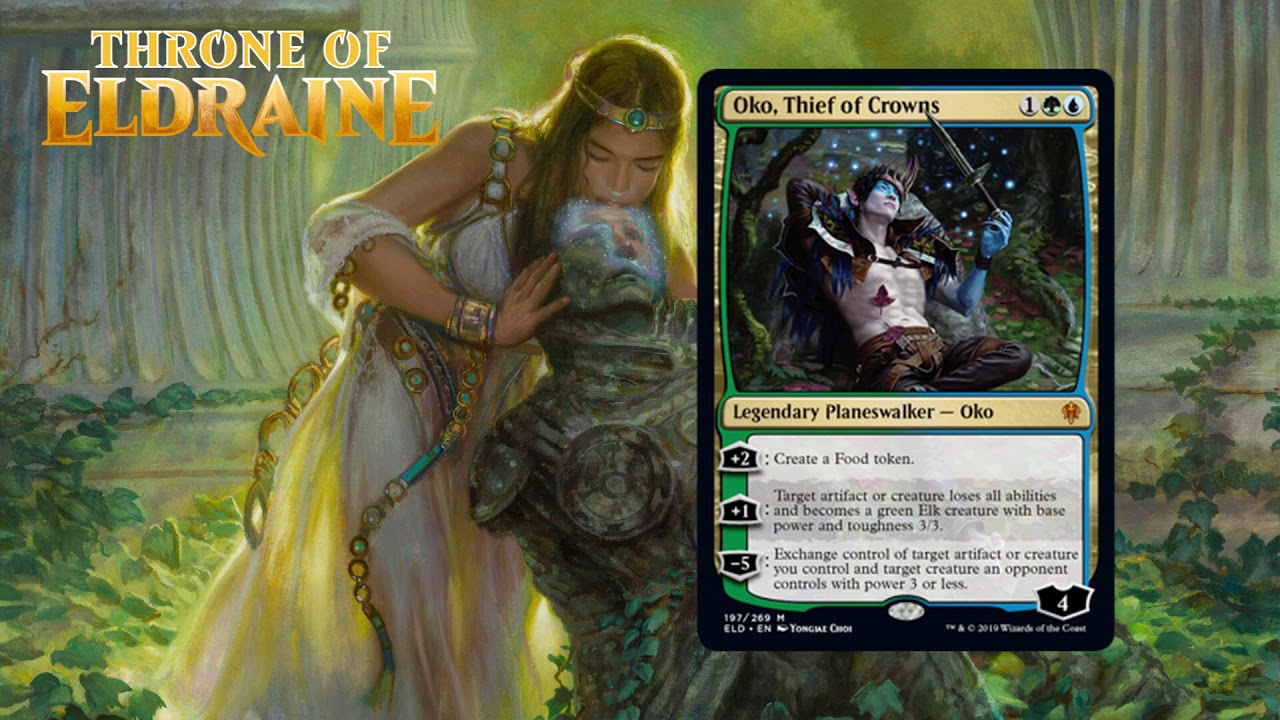 THRONE OF
ELDRAINE
Oko, Thief of Crowns 1
Legendary Planeswalker — Oko
+2 : Create a Food token.
Target artifact or creature loses all abilities
+1 : and becomes a green Elk creature with base
power and toughness 3/3.
−5 : Exchange control of target artifact or creature
you control and target creature an opponent
controls with power 3 or less.
4
197/269 M
ELD • EN Yongjae Choi
™ & © 2019 Wizards of the Coast